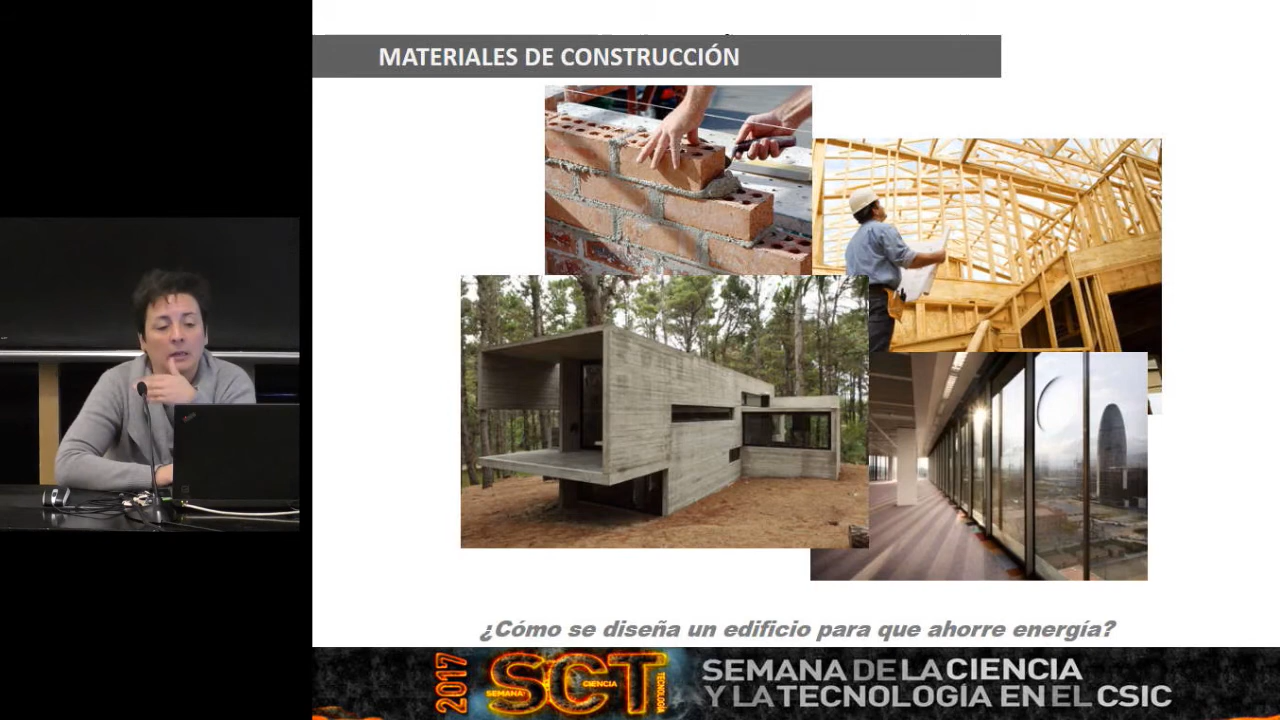 MATERIALES DE CONSTRUCCIÓN
¿Cómo se diseña un edificio para que ahorre energía?
2017
SCT
SEMANA
CIENCIA
TECNOLOGÍA
SEMANA DE LA CIENCIA
Y LA TECNOLOGÍA EN EL CSIC